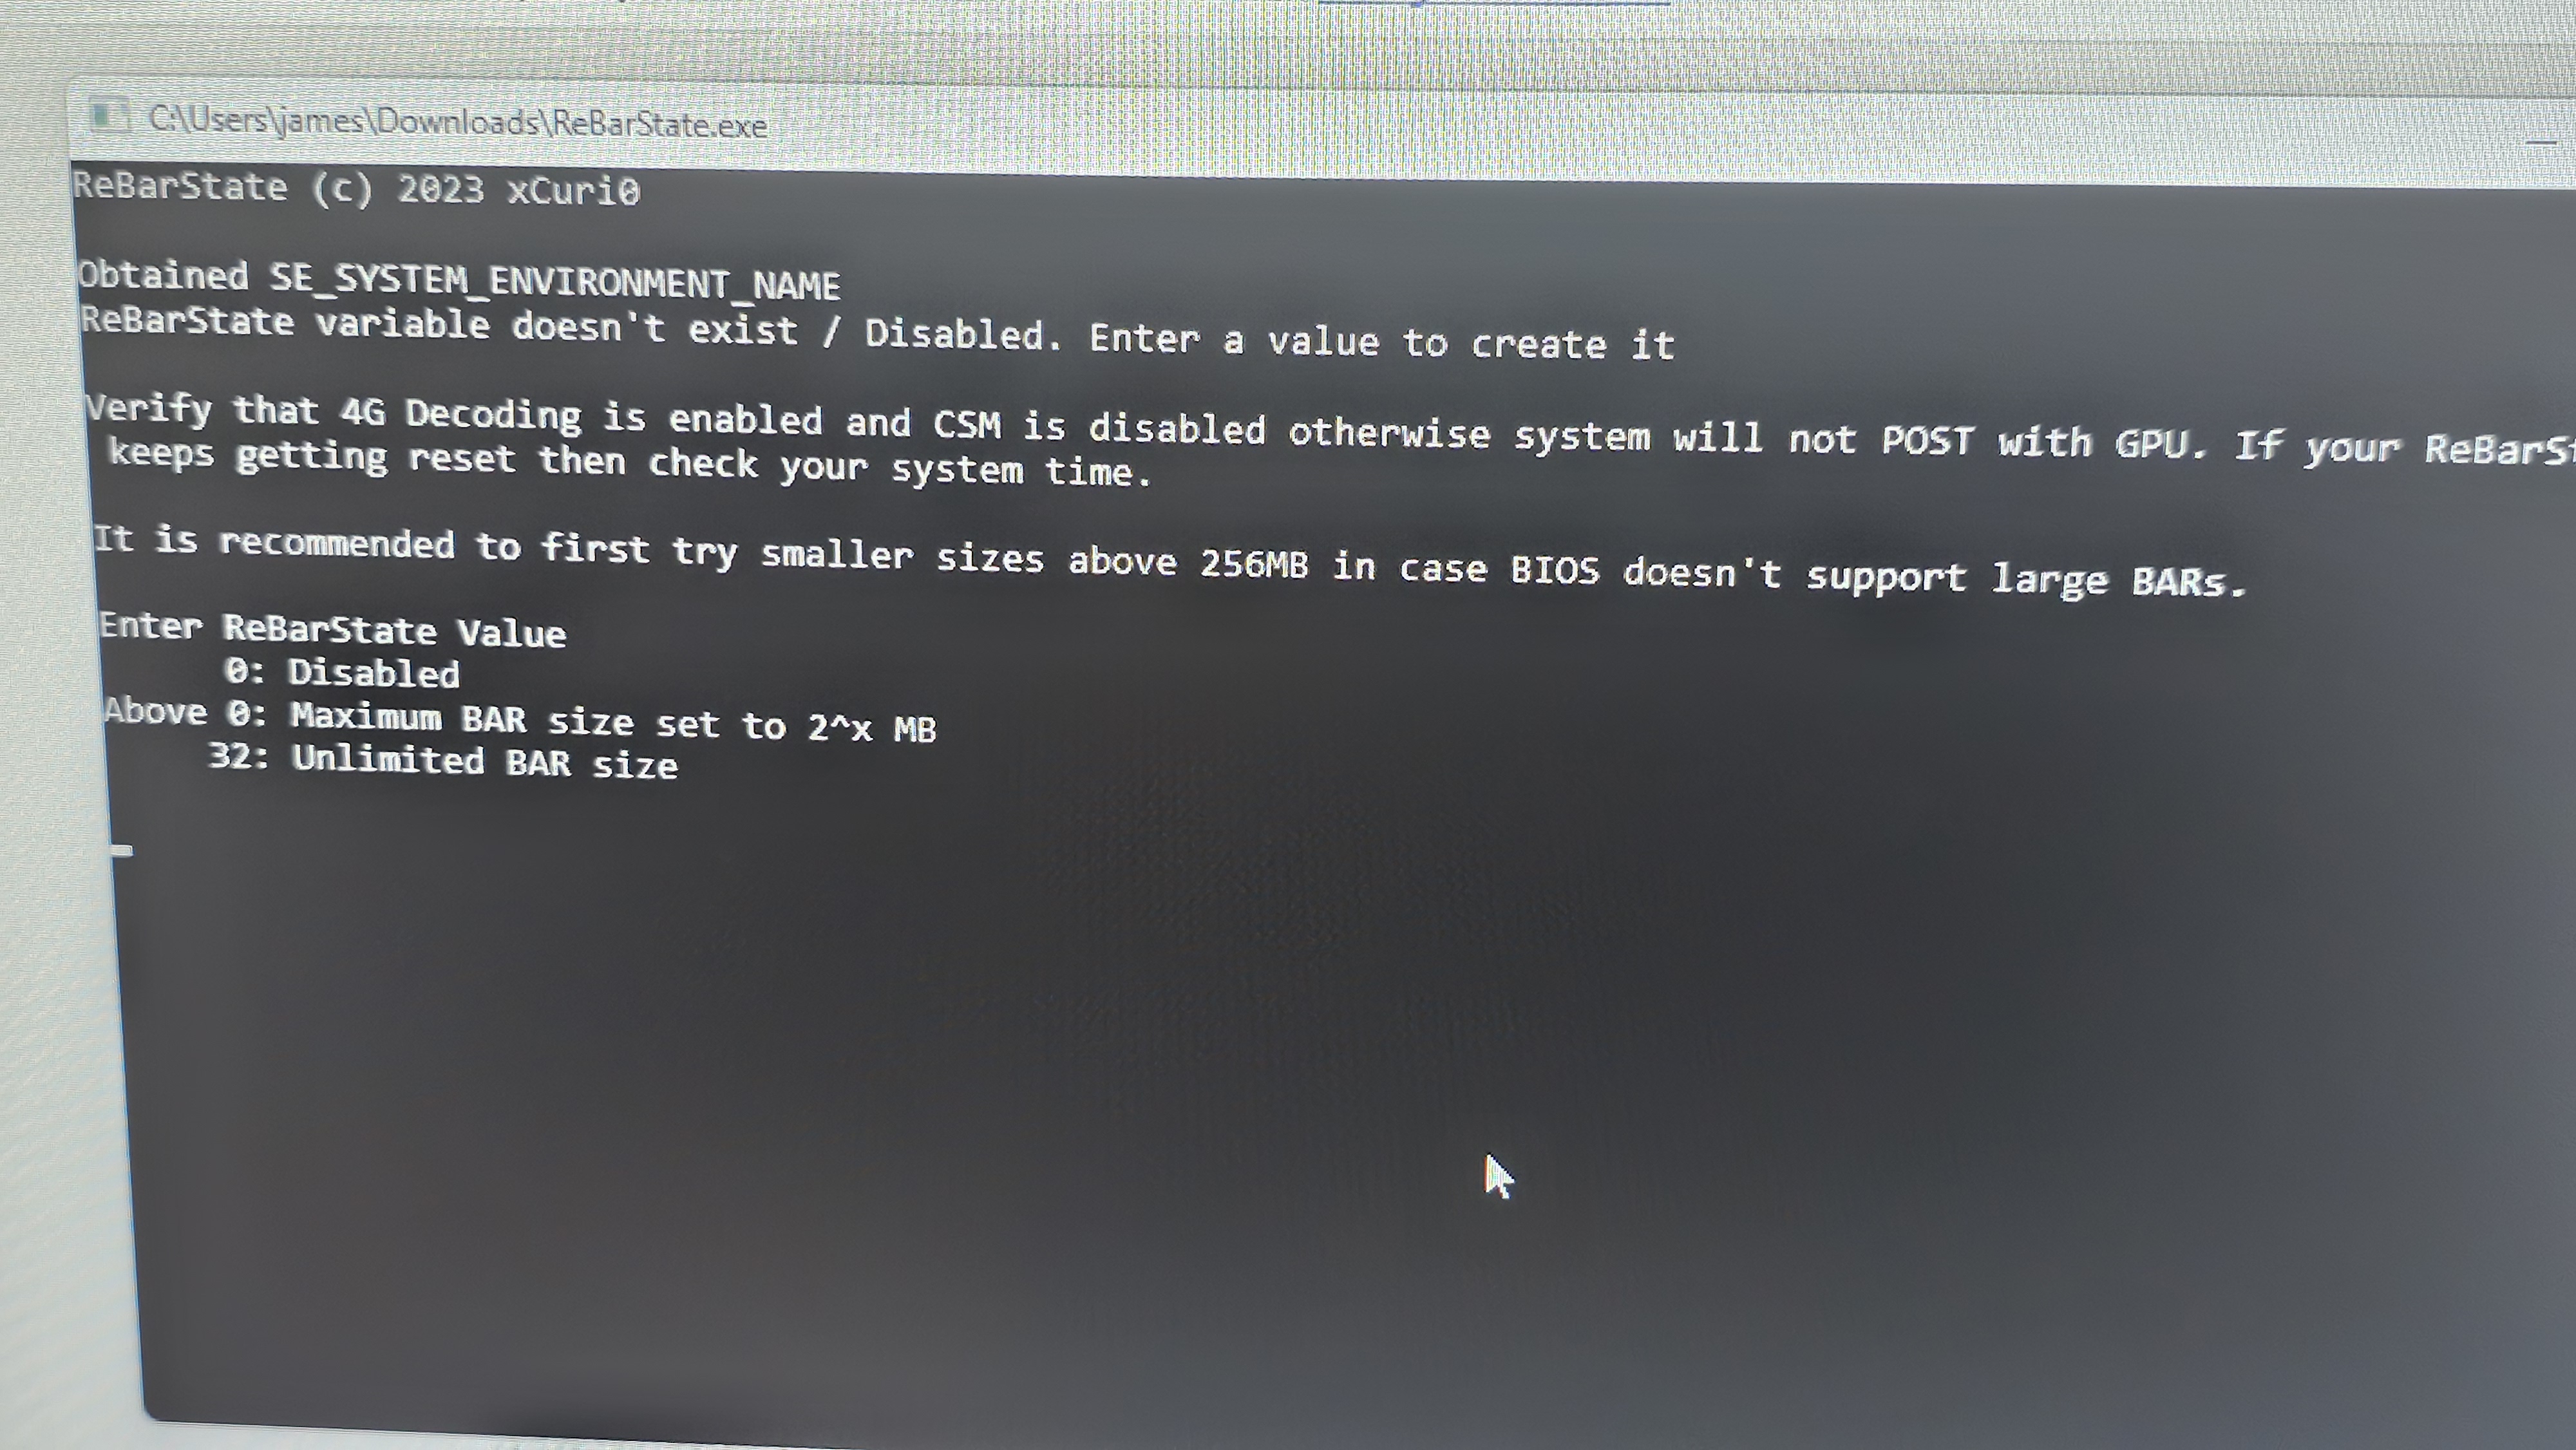 C:\Users\james\Downloads\ReBarState.exe
ReBarState (c) 2023 xCuri0
Obtained SE_SYSTEM_ENVIRONMENT_NAME
ReBarState variable doesn't exist / Disabled. Enter a value to create it
Verify that 4G Decoding is enabled and CSM is disabled otherwise system will not POST with GPU. If your ReBarSt
keeps getting reset then check your system time.
It is recommended to first try smaller sizes above 256MB in case BIOS doesn't support large BARs.
Enter ReBarState Value
0: Disabled
Above 0: Maximum BAR size set to 2^x MB
32: Unlimited BAR size